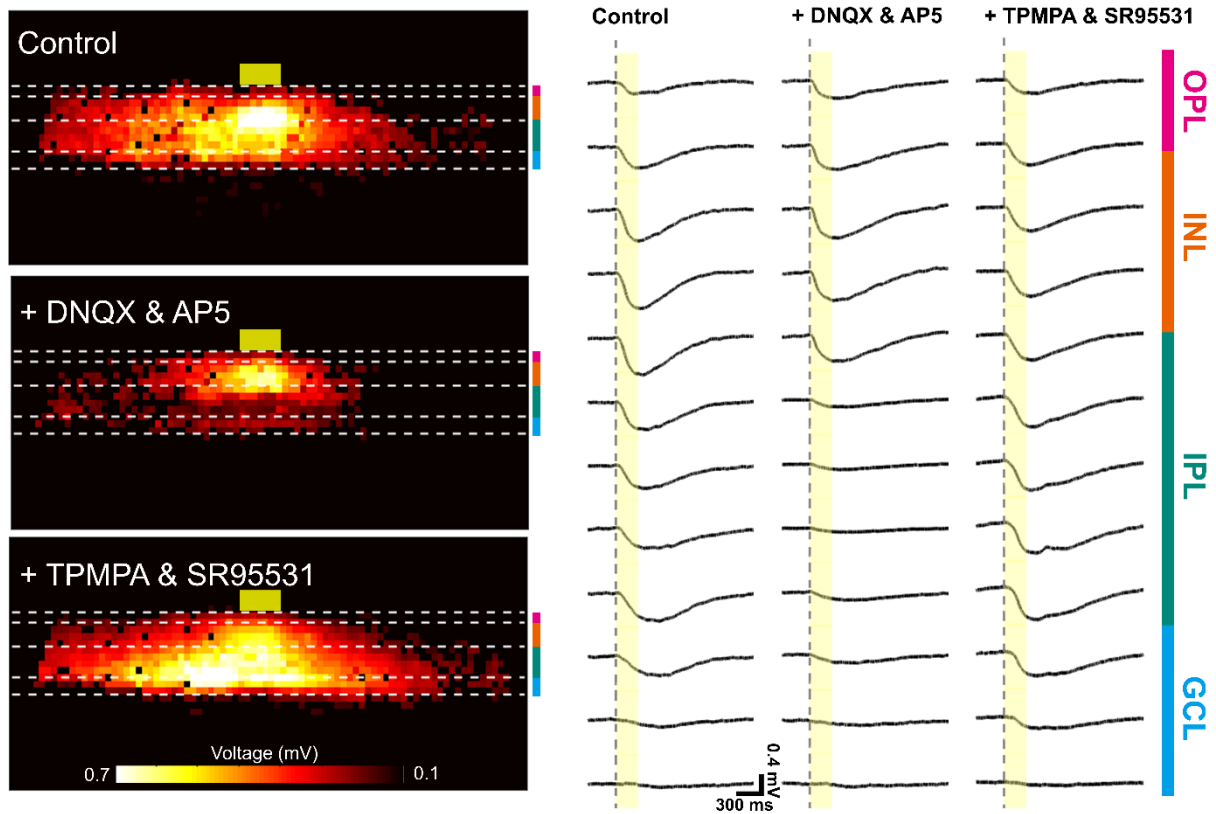 Control
+ DNQX & AP5
+ TPMPA & SR95531
Voltage (mV)
0.7
0.1
Control
+ DNQX & AP5
+ TPMPA & SR95531
OPL
INL
IPL
GCL
0.4 mV
300 ms